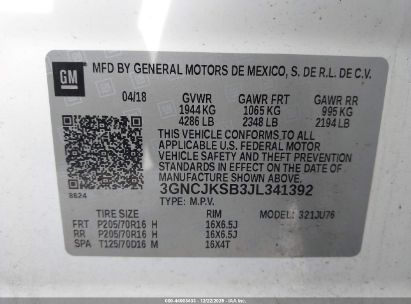 GM
MFD BY GENERAL MOTORS DE MEXICO, S. DE R.L. DE C.V.
04/18 GVWR GAWR FRT GAWR RR
1944 KG 1065 KG 995 KG
4286 LB 2348 LB 2194 LB
THIS VEHICLE CONFORMS TO ALL
APPLICABLE U.S. FEDERAL MOTOR
VEHICLE SAFETY, BUMPER, AND THEFT
PREVENTION STANDARDS IN EFFECT ON
THE DATE OF MANUFACTURE SHOWN ABOVE.
3GNCJKSB3JL341392
8624 TYPE: M.P.V.
TIRE SIZE RIM MODEL: 321JU76
FRT P205/70R16 H 16X6.5J
RR P205/70R16 H 16X6.5J
SPA T125/70D16 M 16X4T